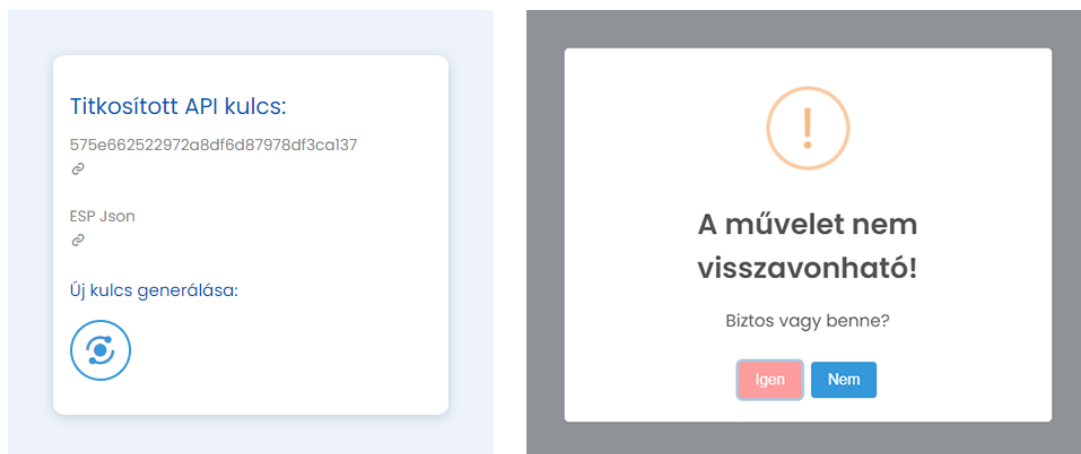 Titkosított API kulcs:
575e662522972a8df6d87978df3ca137
ESP Json
Új kulcs generálása:
!
A művelet nem
visszavonható!
Biztos vagy benne?
Igen
Nem